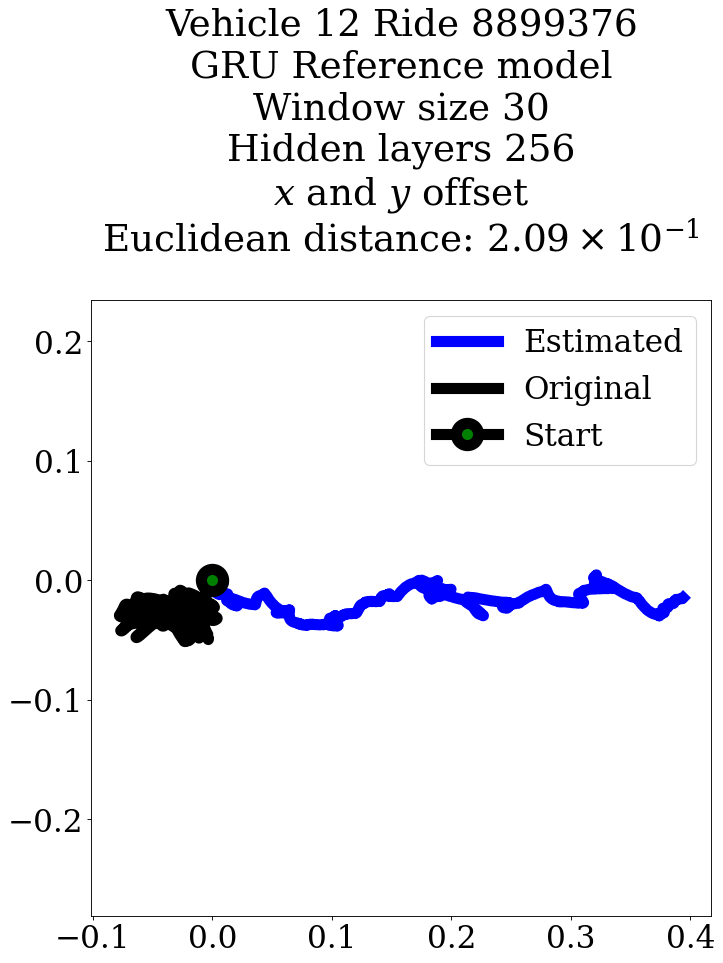 Vehicle 12 Ride 8899376
GRU Reference model
Window size 30
Hidden layers 256
x and y offset
Euclidean distance: 2.09 × 10⁻¹
Estimated
Original
Start
0.2
0.1
0.0
−0.1
−0.2
−0.1 0.0 0.1 0.2 0.3 0.4